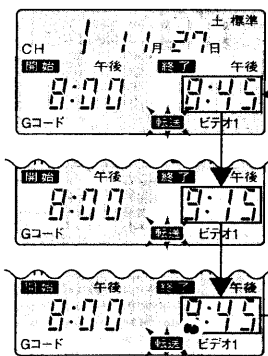 土 標準
CH 1 11月27日
開始 午後 終了 午後
8:00 8:45
Gコード 転送 ビデオ1
開始 午後 終了 午後
8:00 9:15
Gコード 転送 ビデオ1
開始 午後 終了 午後
8:00 9:45
Gコード 転送 ビデオ1